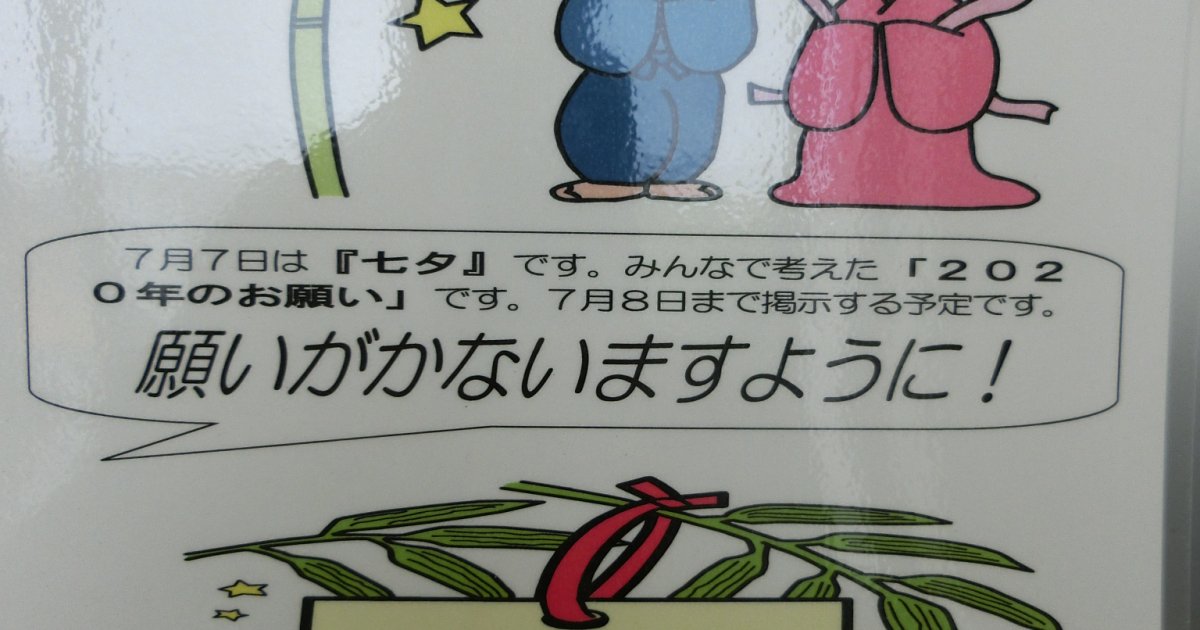 ７月７日は『七夕』です。みんなで考えた「２０２
０年のお願い」です。７月８日まで掲示する予定です。
願いがかないますように！